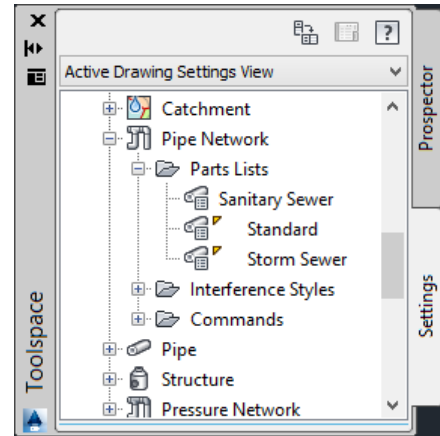 ?
Active Drawing Settings View
Catchment
Pipe Network
Parts Lists
Sanitary Sewer
Standard
Storm Sewer
Interference Styles
Commands
Pipe
Structure
Pressure Network
Toolspace
Prospector
Settings